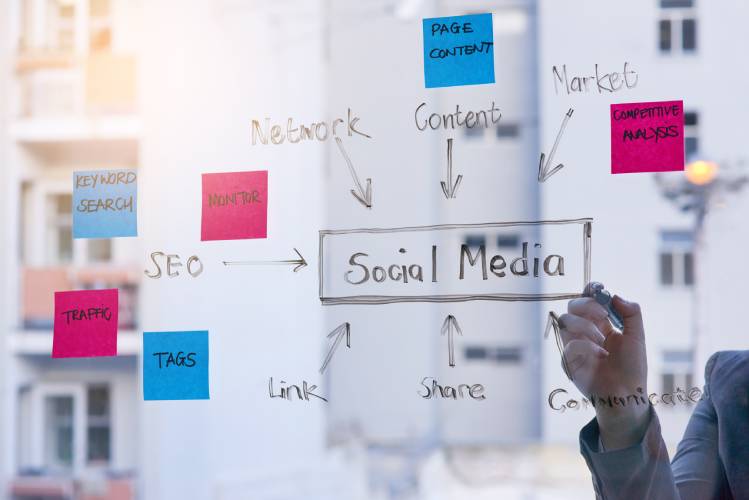 PAGE
CONTENT
Market
Network
Content
COMPETITIVE
ANALYSIS
KEYWORD
SEARCH
MONITOR
SEO
Social Media
TRAFFIC
TAGS
Link
Share
Communicate